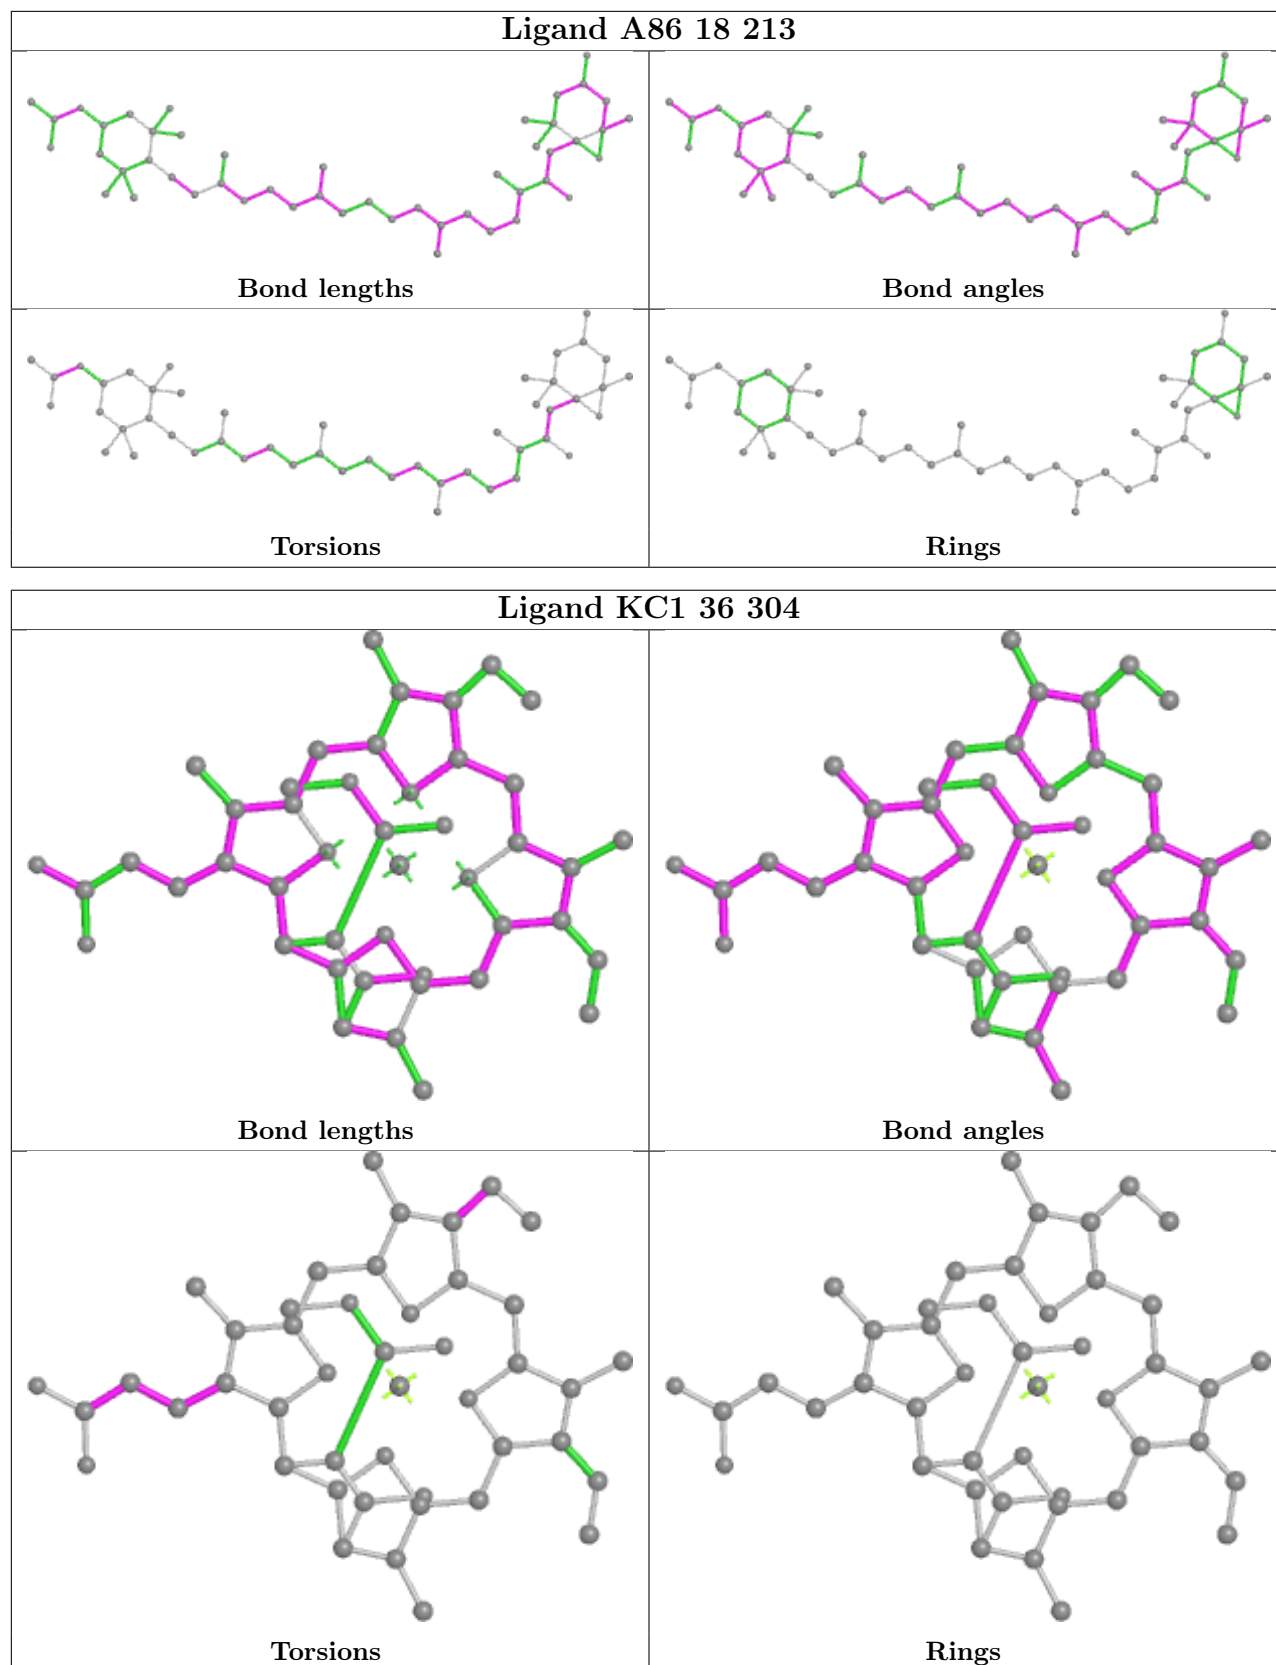 Ligand A86 18 213
Bond lengths
Bond angles
Torsions
Rings
Ligand KC1 36 304
Bond lengths
Bond angles
Torsions
Rings